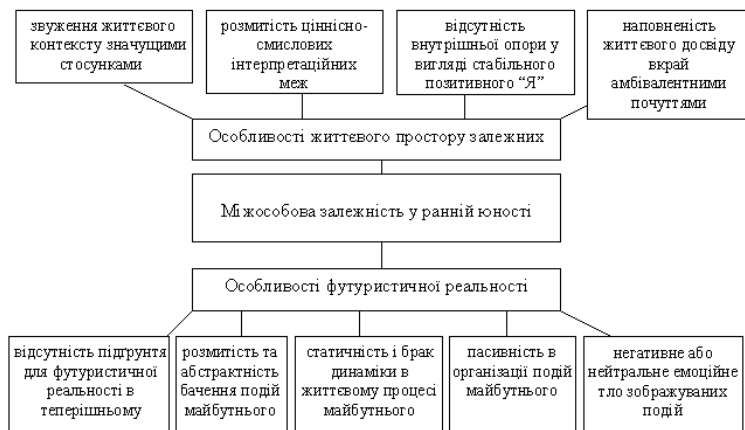 звуження життєвого
контексту значущими
стосунками
розмитість ціннісно-
смислових
інтерпретаційних
меж
відсутність
внутрішньої опори у
вигляді стабільного
позитивного “Я”
наповненість
життєвого досвіду
вкрай
амбівалентними
почуттями
Особливості життєвого простору залежних
Міжособова залежність у ранній юності
Особливості футуристичної реальності
відсутність підґрунтя
для футуристичної
реальності в
теперішньому
розмитість та
абстрактність
бачення подій
майбутнього
статичність і брак
динаміки в
життєвому процесі
майбутнього
пасивність в
організації подій
майбутнього
негативне або
нейтральне емоційне
тло зображуваних
подій